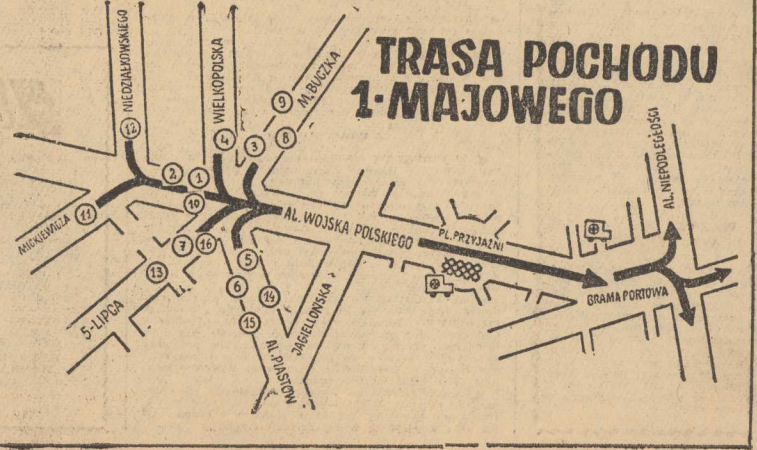 TRASA POCHODU
1-MAJOWEGO
NIEDZIAŁKOWSKIEGO
WIELKOPOLSKA
M. BUCZKA
AL. NIEPODLEGŁOŚCI
9
12
4
3
8
2
1
10
11
MICKIEWICZA
AL. WOJSKA POLSKIEGO
PL. PRZYJAŹNI
7
16
13
5
6
14
15
5-LIPCA
JAGIELLOŃSKA
AL. PIASTÓW
BRAMA PORTOWA